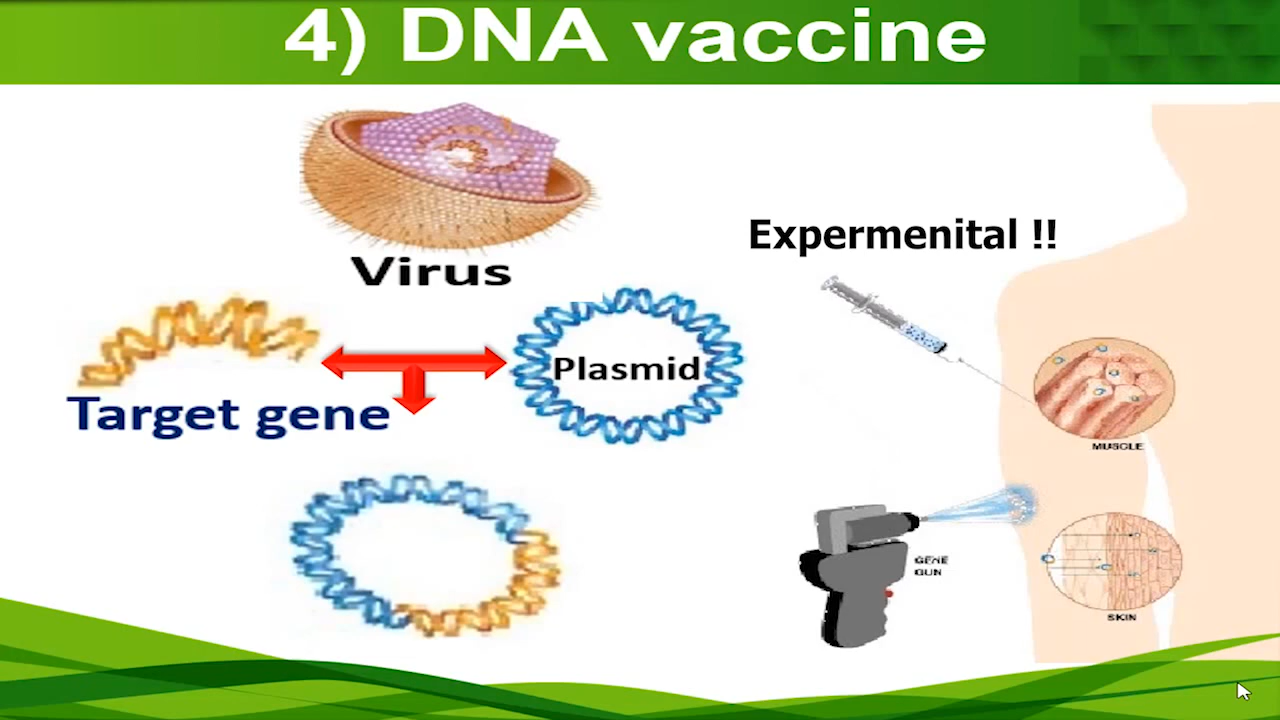 4) DNA vaccine
Virus
Expermenital !!
Target gene
Plasmid
MUSCLE
GENE
GUN
SKIN